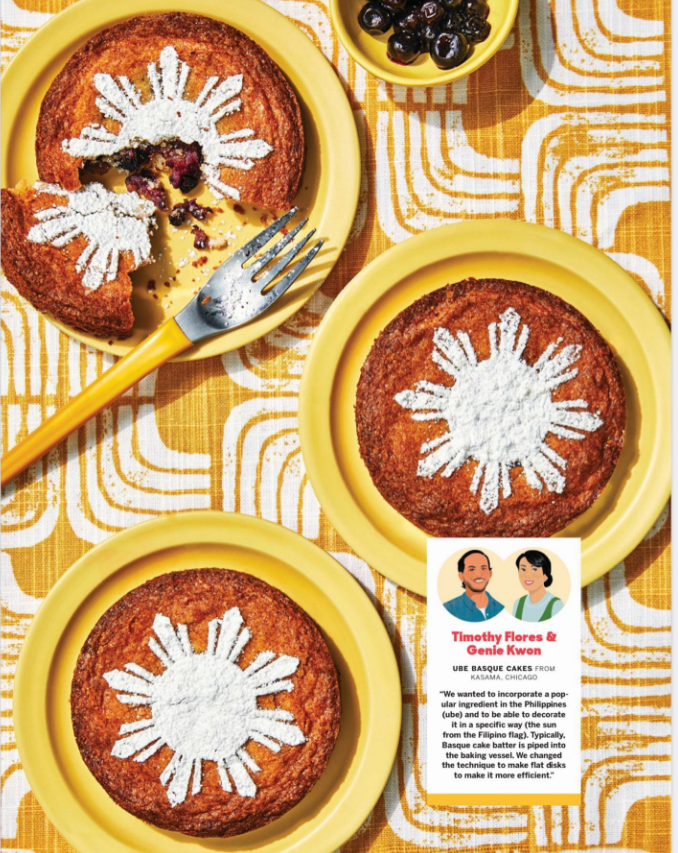 Timothy Flores &
Genie Kwon
UBE BASQUE CAKES FROM
KASAMA, CHICAGO
"We wanted to incorporate a pop-
ular ingredient in the Philippines
(ube) and to be able to decorate
it in a specific way (the sun
from the Filipino flag). Typically,
Basque cake batter is piped into
the baking vessel. We changed
the technique to make flat disks
to make it more efficient."